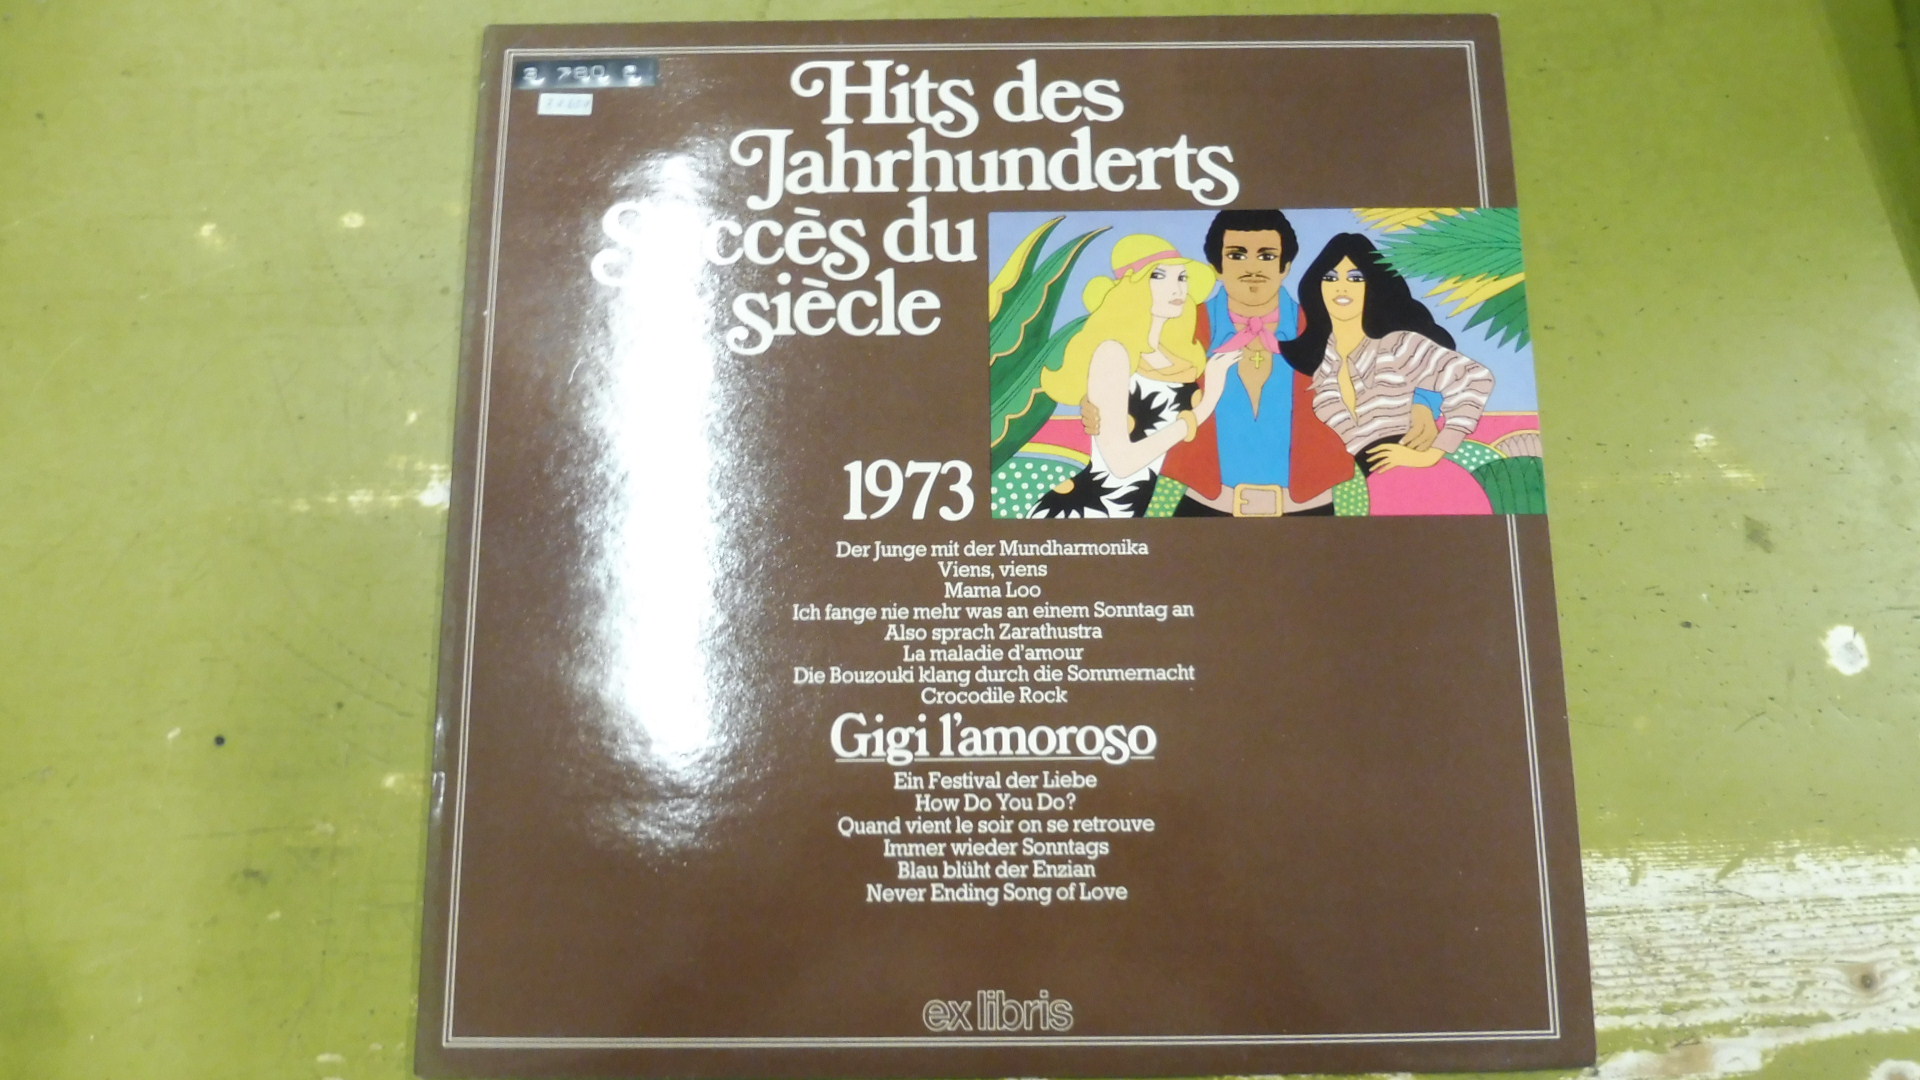 Hits des
Jahrhunderts
Succès du
siècle
1973
Der Junge mit der Mundharmonika
Viens, viens
Mama Loo
Ich fange nie mehr was an einem Sonntag an
Also sprach Zarathustra
La maladie d'amour
Die Bouzouki klang durch die Sommernacht
Crocodile Rock
Gigi l'amoroso
Ein Festival der Liebe
How Do You Do?
Quand vient le soir on se retrouve
Immer wieder Sonntags
Blau blüht der Enzian
Never Ending Song of Love
ex libris